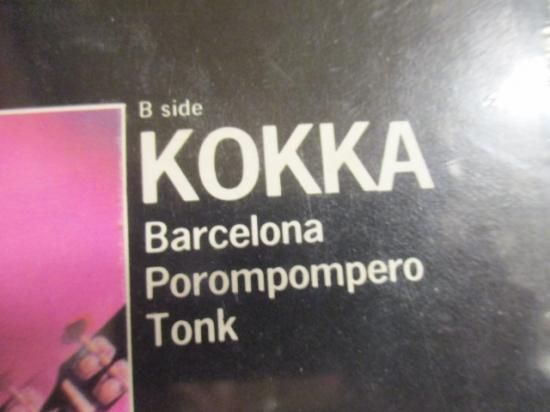 B side
KOKKA
Barcelona
Porompompero
Tonk